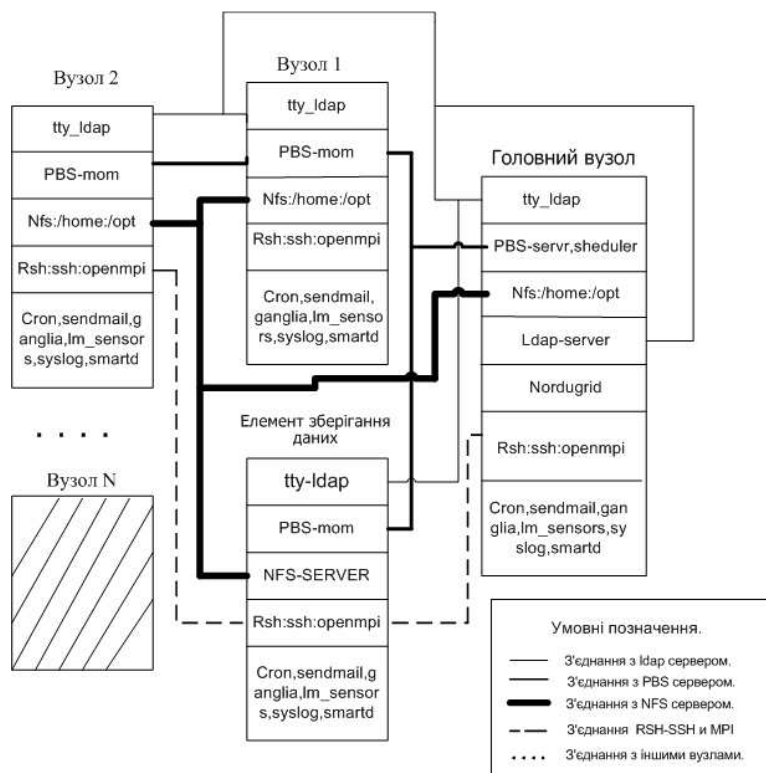 Вузол 2
tty_ldap
PBS-mom
Nfs:/home:/opt
Rsh:ssh:openmpi
Cron,sendmail,g
anglia,lm_sensor
s,syslog,smartd
. . . .
Вузол N
Вузол 1
tty_ldap
PBS-mom
Nfs:/home:/opt
Rsh:ssh:openmpi
Cron,sendmail,
ganglia,lm_senso
rs,syslog,smartd
Елемент зберігання
даних
tty-ldap
PBS-mom
NFS-SERVER
Rsh:ssh:openmpi
Cron,sendmail,g
anglia,lm_sensor
s,syslog,smartd
Головний вузол
tty_ldap
PBS-servr,sheduler
Nfs:/home:/opt
Ldap-server
Nordugrid
Rsh:ssh:openmpi
Cron,sendmail,gan
glia,lm_sensors,sy
slog,smartd
Умовні позначення.
З'єднання з ldap сервером.
З'єднання з PBS сервером.
З'єднання з NFS сервером.
З'єднання RSH-SSH и MPI
З'єднання з іншими вузлами.